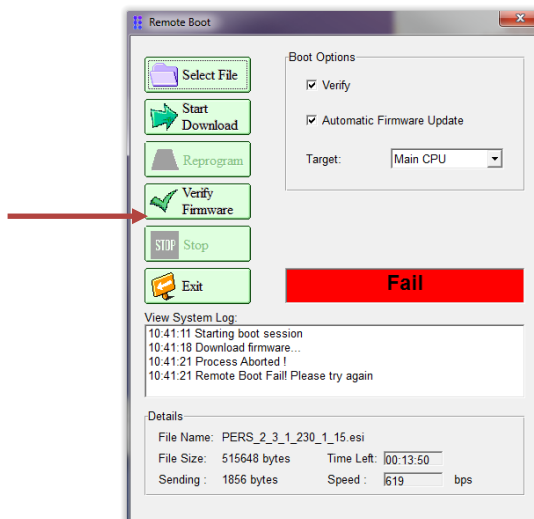 Remote Boot
Select File
Start
Download
Reprogram
Verify
Firmware
STOP Stop
Exit
Boot Options
Verify
Automatic Firmware Update
Target: Main CPU
Fail
View System Log:
10:41:11 Starting boot session
10:41:18 Download firmware...
10:41:21 Process Aborted !
10:41:21 Remote Boot Fail! Please try again
Details
File Name: PERS_2_3_1_230_1_15.esi
File Size: 515648 bytes Time Left: 00:13:50
Sending : 1856 bytes Speed : 619 bps